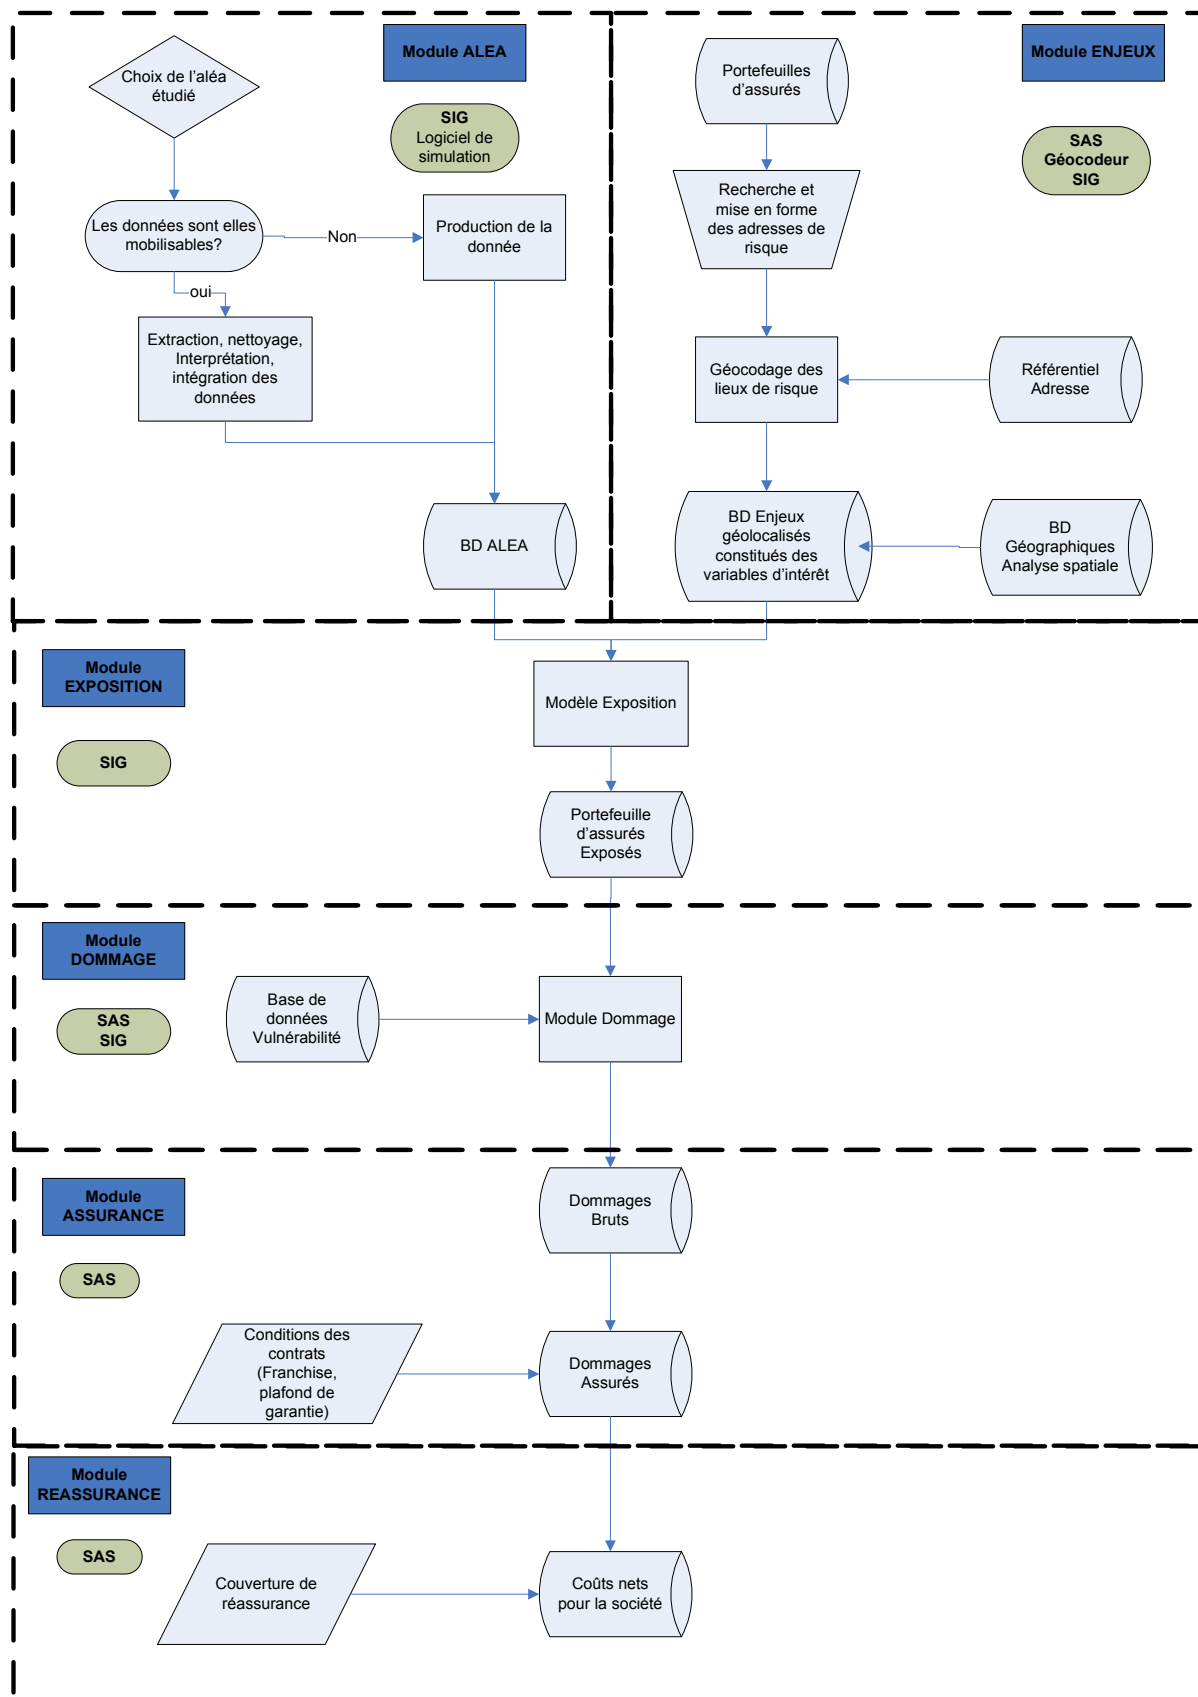 Module ALEA
Choix de l'aléa
étudié
SIG
Logiciel de
simulation
Les données sont elles
mobilisables?
Non
Production de la
donnée
oui
Extraction, nettoyage,
Interprétation,
intégration des
données
BD ALEA
Module ENJEUX
Portefeuilles
d'assurés
SAS
Géocodeur
SIG
Recherche et
mise en forme
des adresses de
risque
Géocodage des
lieux de risque
Référentiel
Adresse
BD Enjeux
géolocalisés
constitués des
variables d'intérêt
BD
Géographiques
Analyse spatiale
Module
EXPOSITION
SIG
Modèle Exposition
Portefeuille
d'assurés
Exposés
Module
DOMMAGE
SAS
SIG
Base de
données
Vulnérabilité
Module Dommage
Module
ASSURANCE
SAS
Dommages
Bruts
Conditions des
contrats
(Franchise,
plafond de
garantie)
Dommages
Assurés
Module
REASSURANCE
SAS
Couverture de
réassurance
Coûts nets
pour la société